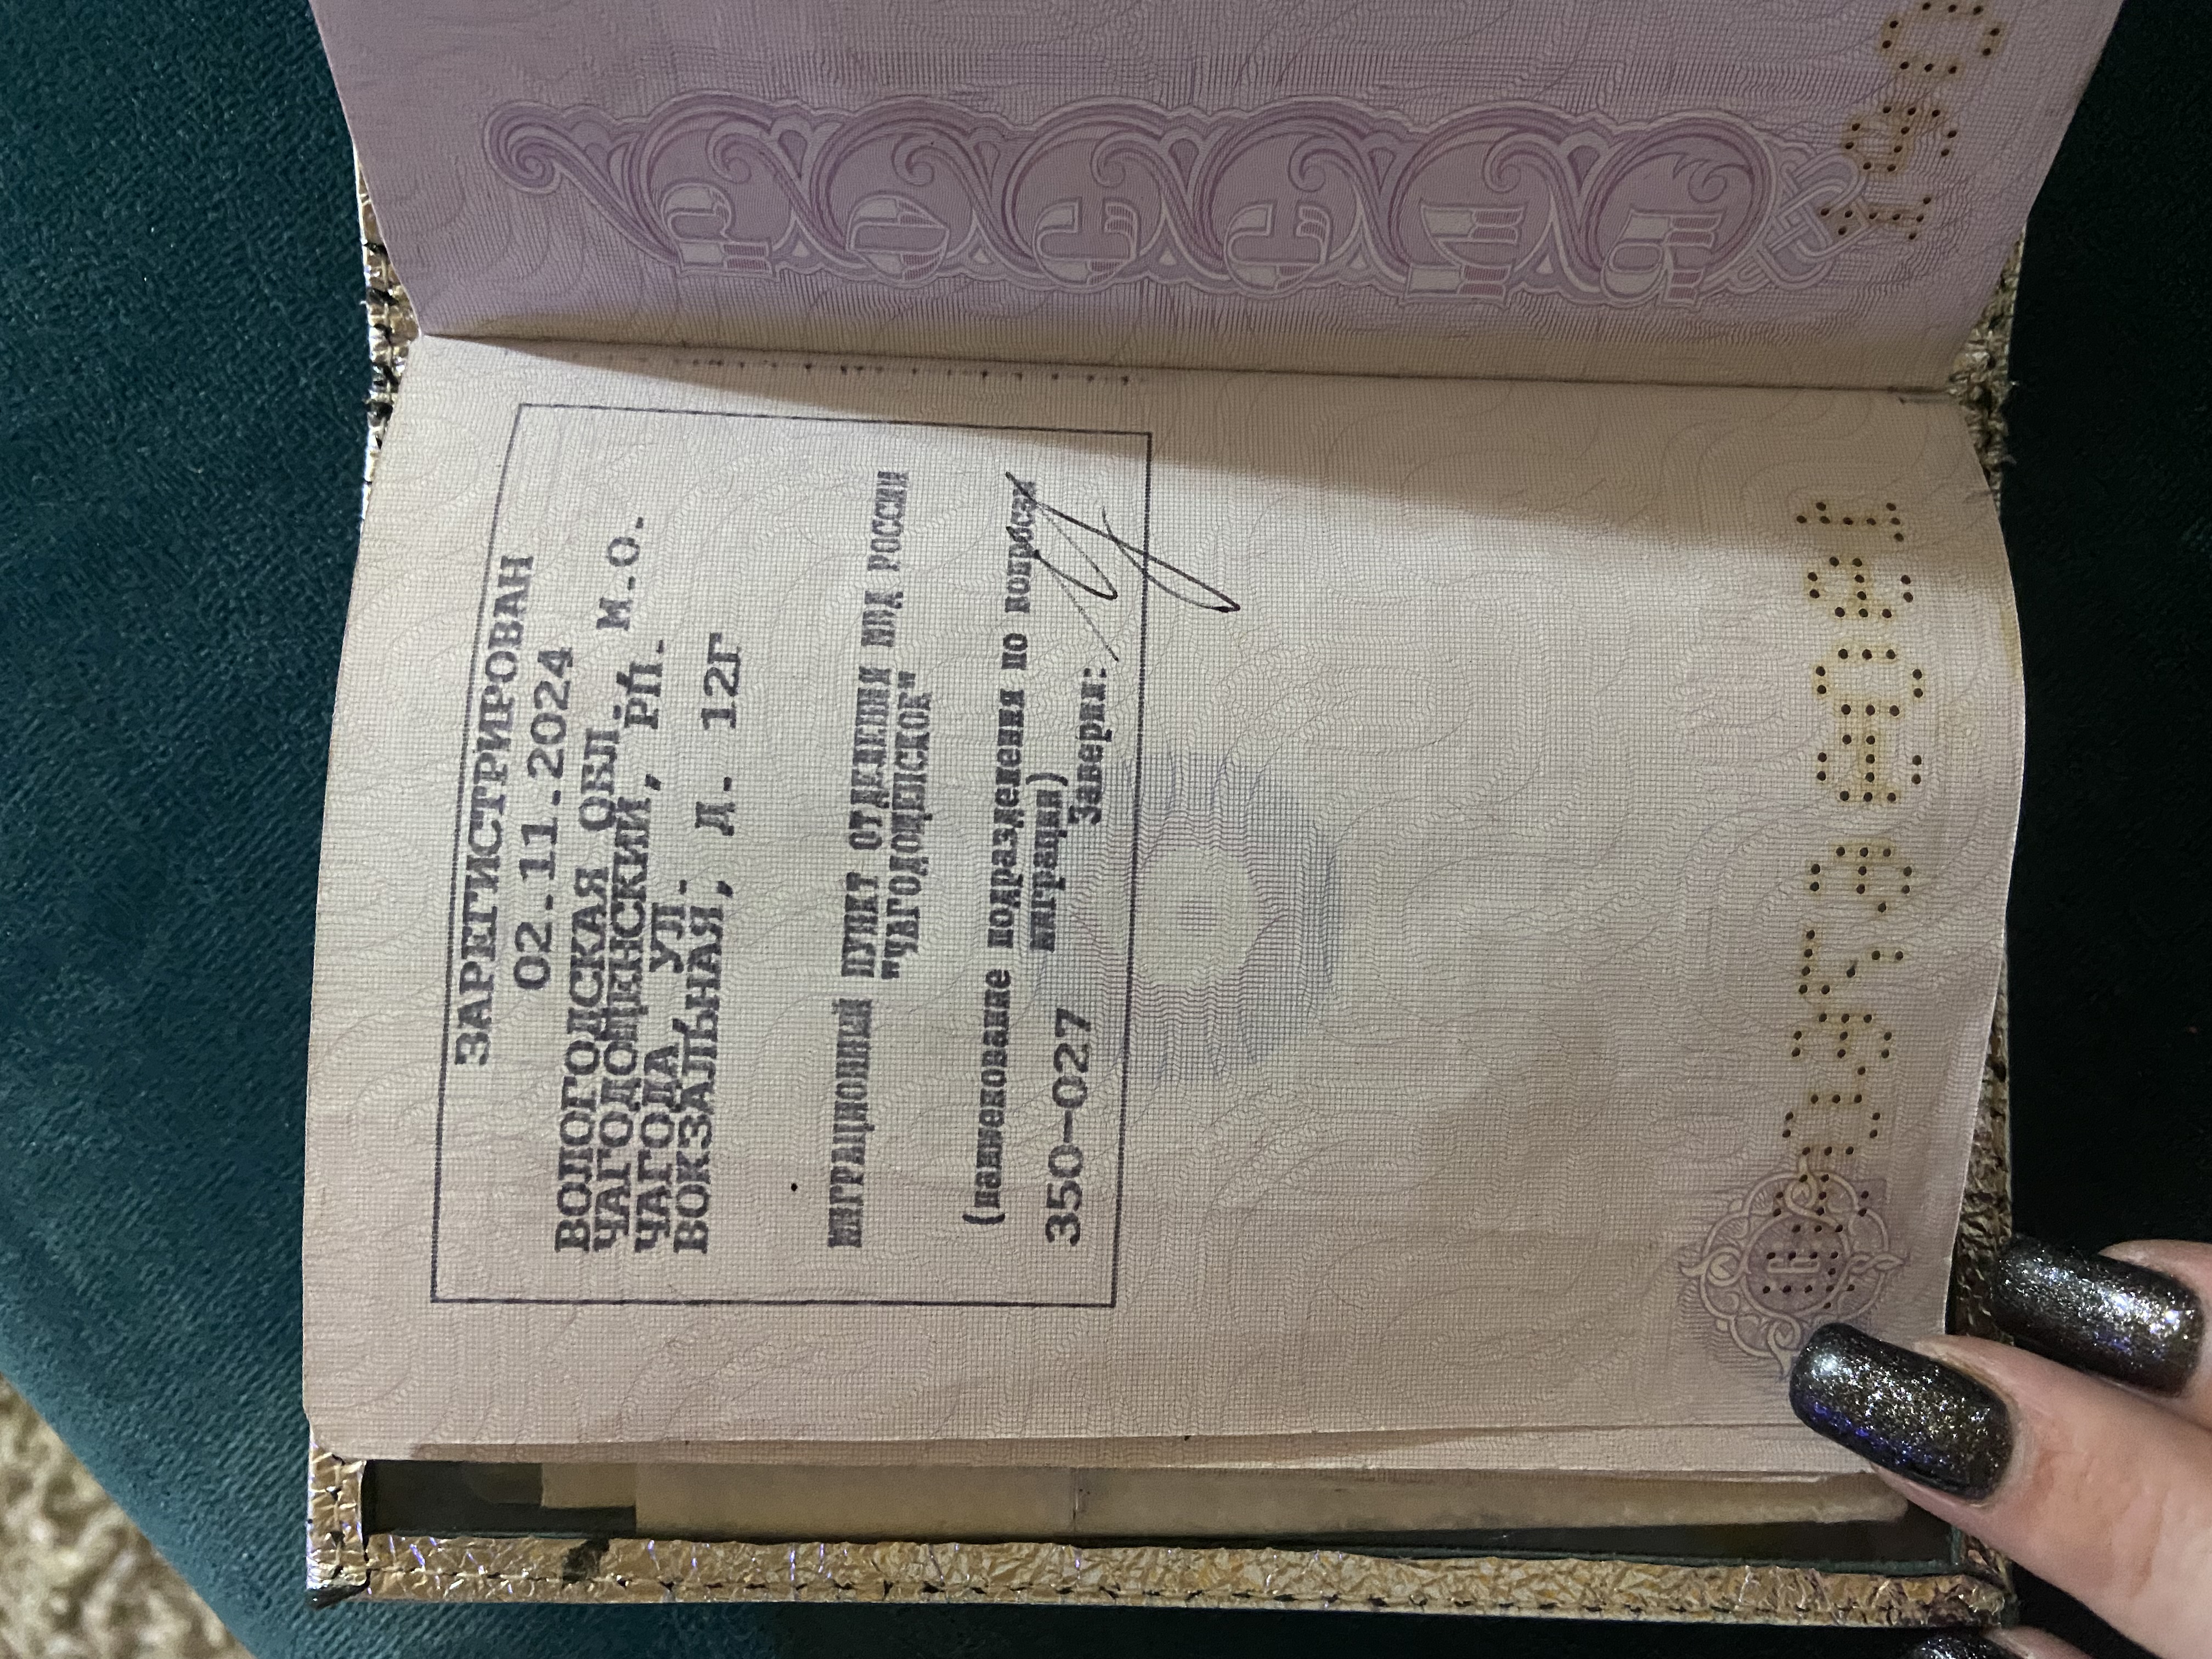 ЗАРЕГИСТРИРОВАН
02.11.2024
ВОЛОГОДСКАЯ ОБЛ.,
ЧАГОДОЩЕНСКИЙ, М.О.
ЧАГОДА, РП.
УЛ.
ВОКЗАЛЬНАЯ, Д. 12Г
МИГРАЦИОННЫЙ ПУНКТ ОТДЕЛЕНИЯ МВД РОССИИ
"ЧАГОДОЩЕНСКОЕ"
(наименование подразделения по вопросам
миграции)
350-027
Заверил:
РОССИЯ